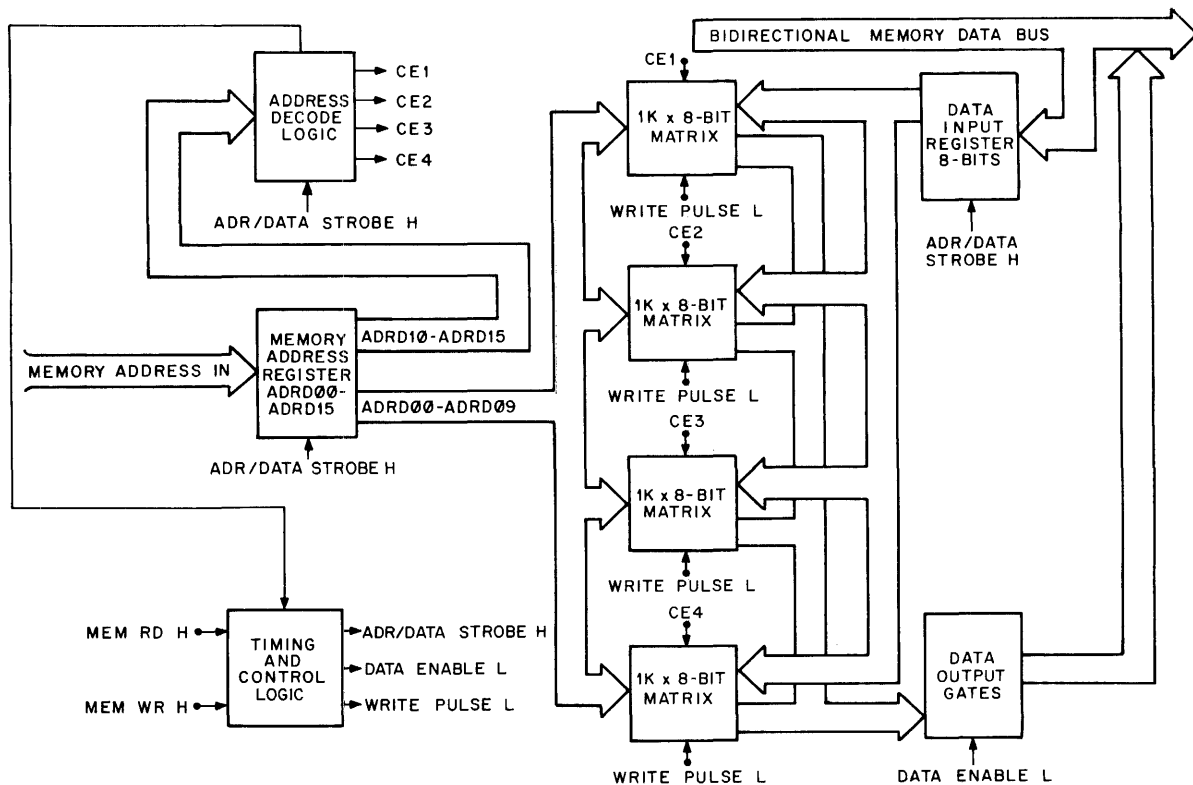 BIDIRECTIONAL MEMORY DATA BUS
ADDRESS
DECODE
LOGIC
CE1
CE2
CE3
CE4
ADR/DATA STROBE H
MEMORY ADDRESS IN
MEMORY
ADDRESS
REGISTER
ADRD00-
ADRD15
ADRD10-ADRD15
ADRD00-ADRD09
ADR/DATA STROBE H
MEM RD H
MEM WR H
TIMING
AND
CONTROL
LOGIC
ADR/DATA STROBE H
DATA ENABLE L
WRITE PULSE L
CE1
1K x 8-BIT
MATRIX
WRITE PULSE L
CE2
1K x 8-BIT
MATRIX
WRITE PULSE L
CE3
1K x 8-BIT
MATRIX
WRITE PULSE L
CE4
1K x 8-BIT
MATRIX
WRITE PULSE L
DATA
INPUT
REGISTER
8-BITS
ADR/DATA
STROBE H
DATA
OUTPUT
GATES
DATA ENABLE L